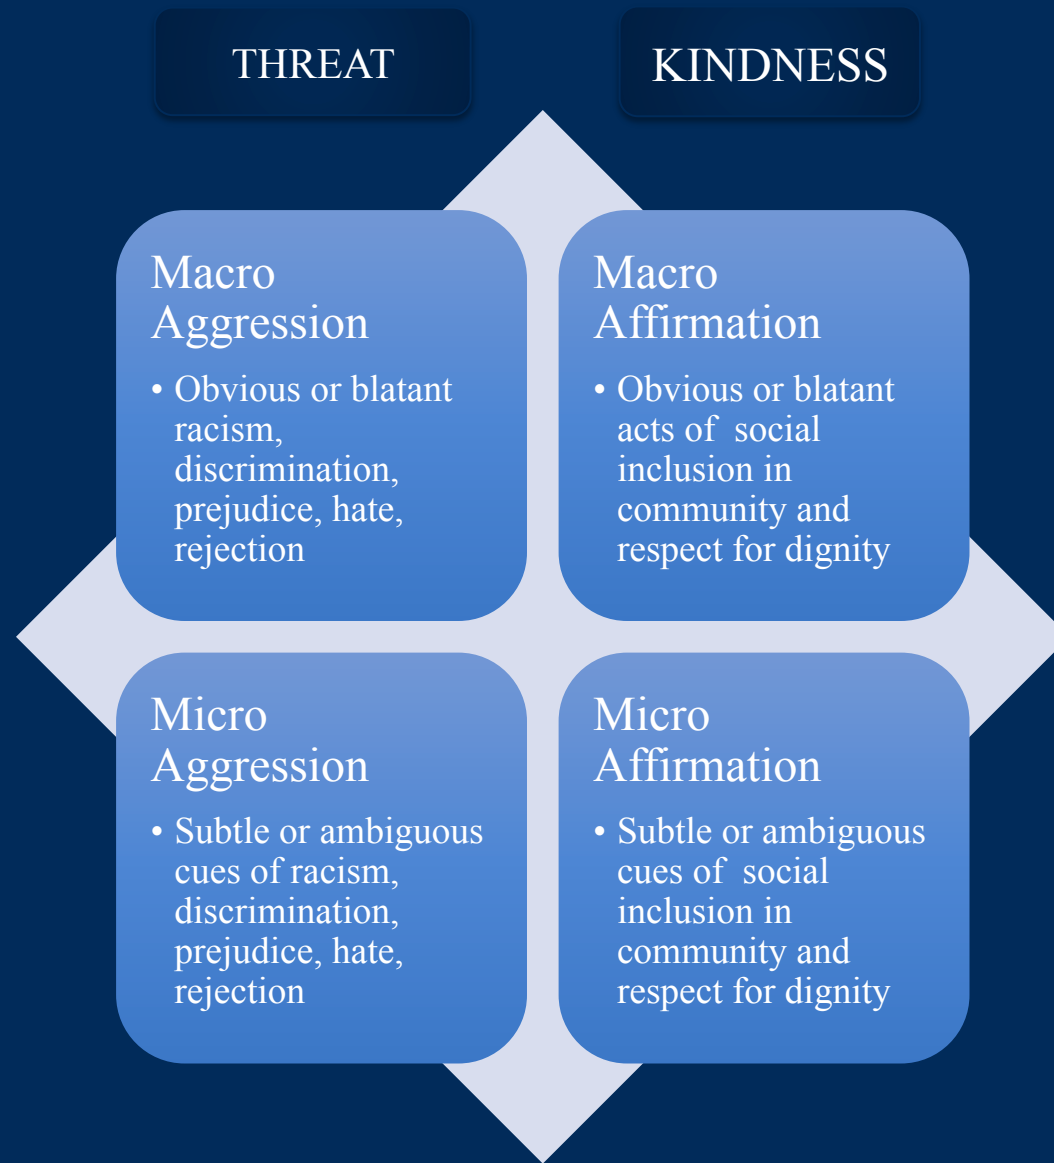 THREAT
KINDNESS
Macro
Aggression
• Obvious or blatant
racism,
discrimination,
prejudice, hate,
rejection
Macro
Affirmation
• Obvious or blatant
acts of  social
inclusion in
community and
respect for dignity
Micro
Aggression
• Subtle or ambiguous
cues of racism,
discrimination,
prejudice, hate,
rejection
Micro
Affirmation
• Subtle or ambiguous
cues of  social
inclusion in
community and
respect for dignity